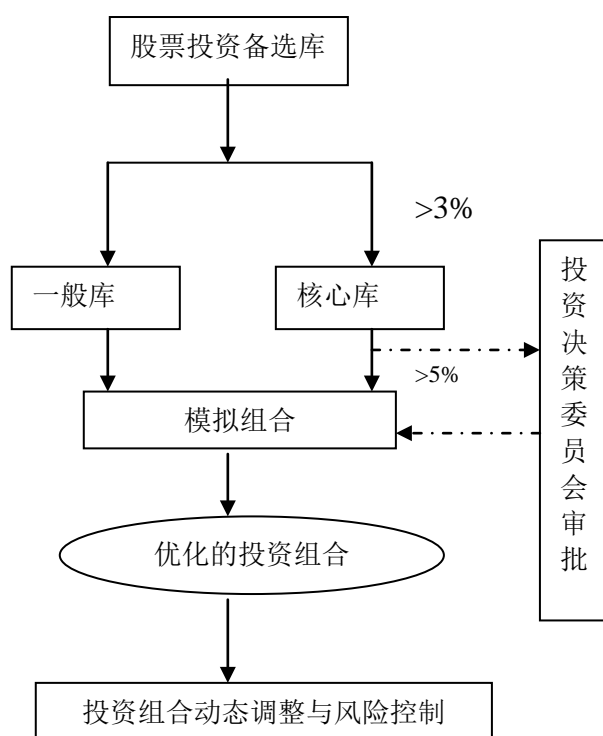 股票投资备选库
>3%
一般库
核心库
投资决策委员会审批
>5%
模拟组合
优化的投资组合
投资组合动态调整与风险控制